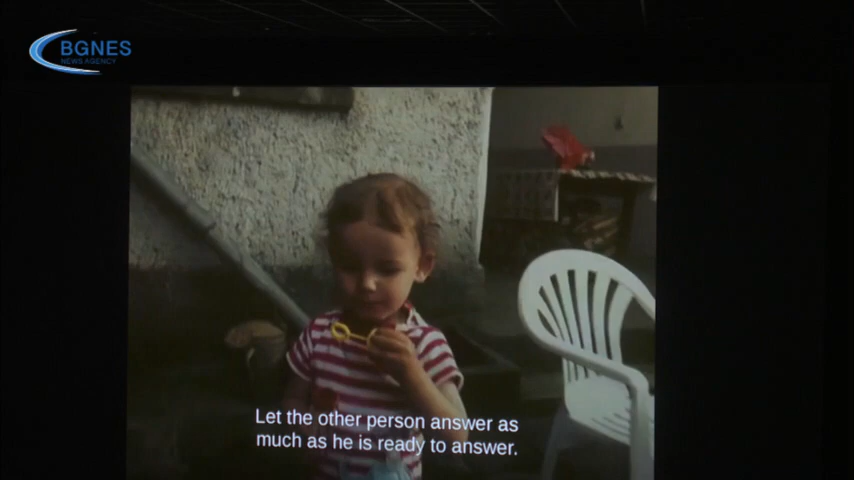 BGNES
NEWS AGENCY
Let the other person answer as
much as he is ready to answer.